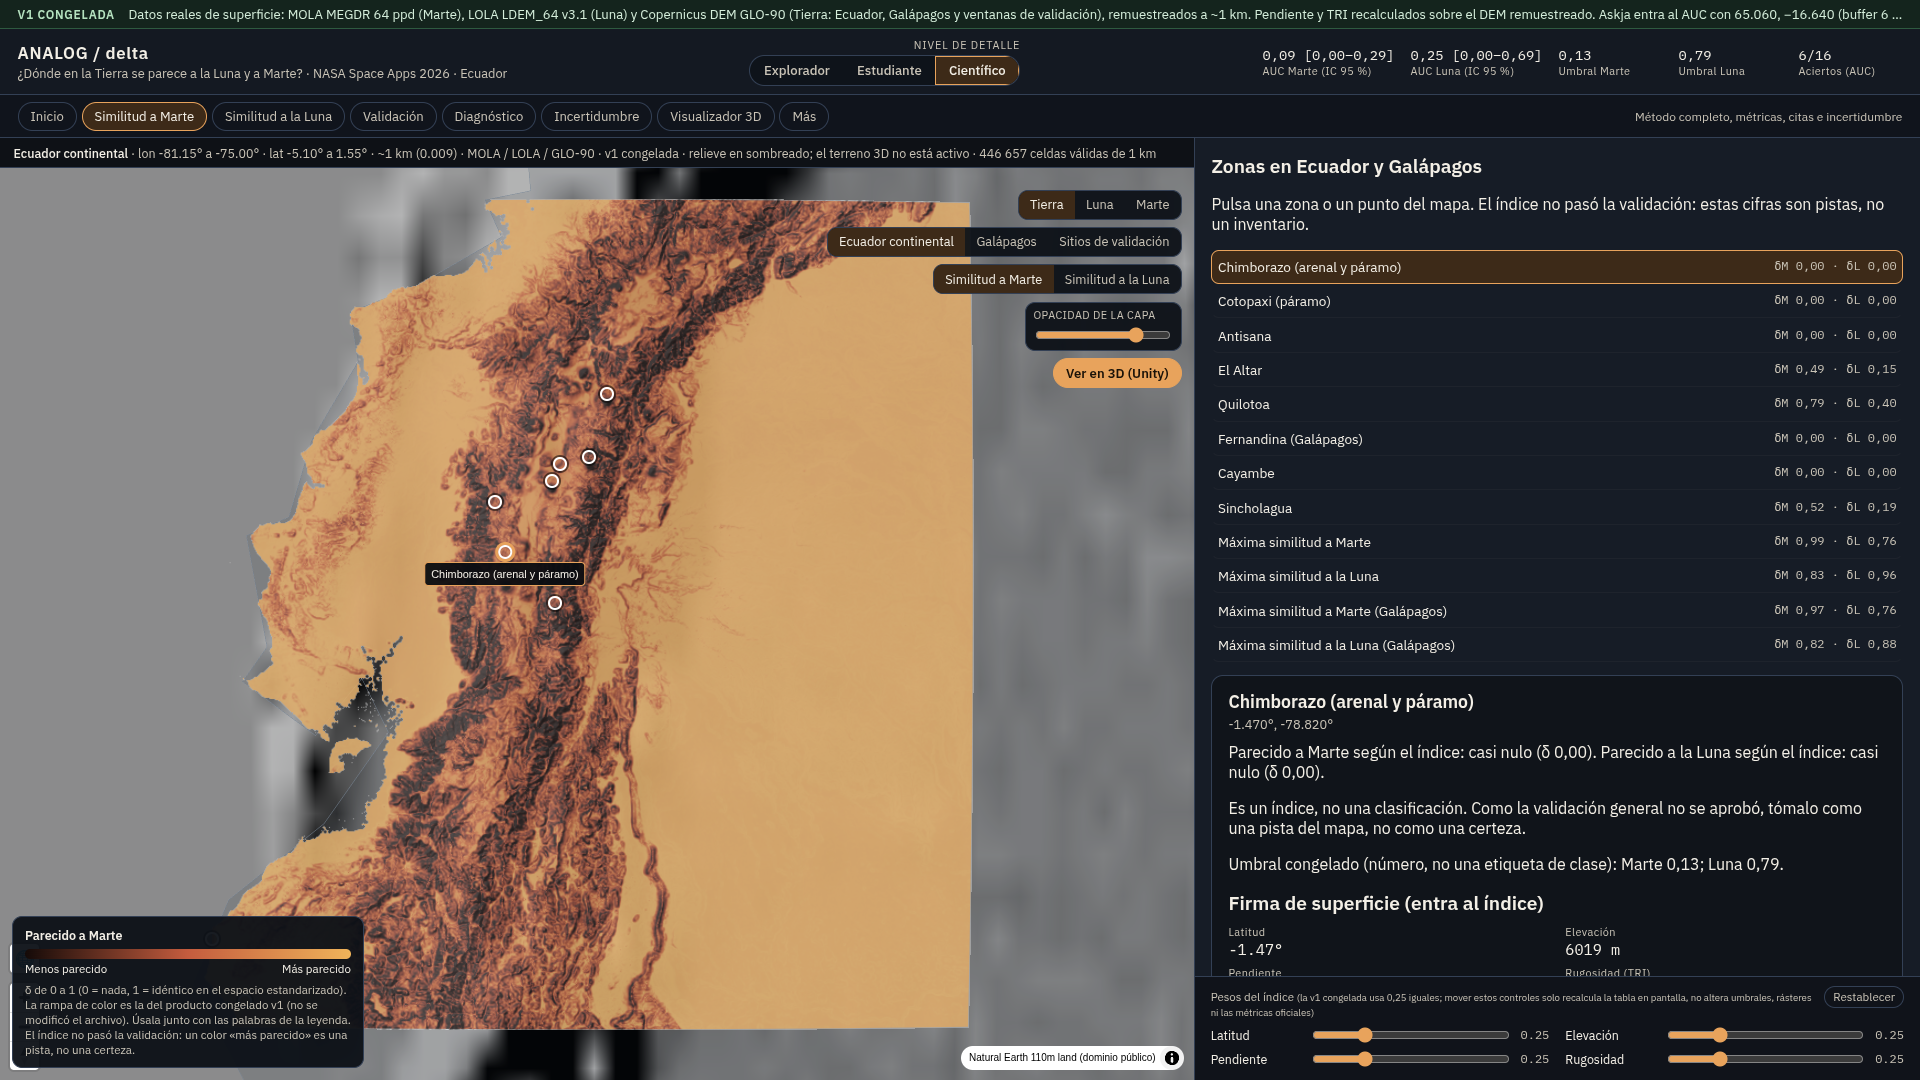 V1 CONGELADA Datos reales de superficie: MOLA MEGDR 64 ppd (Marte), LOLA LDEM_64 v3.1 (Luna) y Copernicus DEM GLO-90 (Tierra: Ecuador, Galápagos y ventanas de validación), remuestreados a ~1 km. Pendiente y TRI recalculados sobre el DEM remuestreado. Askja entra al AUC con 65.060, −16.640 (buffer 6 ...
ANALOG / delta
¿Dónde en la Tierra se parece a la Luna y a Marte? · NASA Space Apps 2026 · Ecuador
NIVEL DE DETALLE
Explorador Estudiante Científico
0,09 [0,00–0,29] 0,25 [0,00–0,69] 0,13 0,79 6/16
AUC Marte (IC 95 %) AUC Luna (IC 95 %) Umbral Marte Umbral Luna Aciertos (AUC)
Inicio Similitud a Marte Similitud a la Luna Validación Diagnóstico Incertidumbre Visualizador 3D Más
Método completo, métricas, citas e incertidumbre
Ecuador continental · lon -81.15° a -75.00° · lat -5.10° a 1.55° · ~1 km (0.009) · MOLA / LOLA / GLO-90 · v1 congelada · relieve en sombreado; el terreno 3D no está activo · 446 657 celdas válidas de 1 km
Tierra Luna Marte
Ecuador continental Galápagos Sitios de validación
Similitud a Marte Similitud a la Luna
OPACIDAD DE LA CAPA
Ver en 3D (Unity)
Chimborazo (arenal y páramo)
Parecido a Marte
Menos parecido Más parecido
δ de 0 a 1 (0 = nada, 1 = idéntico en el espacio estandarizado).
La rampa de color es la del producto congelado v1 (no se
modificó el archivo). Úsala junto con las palabras de la leyenda.
El índice no pasó la validación: un color «más parecido» es una
pista, no una certeza.
Natural Earth 110m land (dominio público)
Zonas en Ecuador y Galápagos
Pulsa una zona o un punto del mapa. El índice no pasó la validación: estas cifras son pistas, no
un inventario.
Chimborazo (arenal y páramo) δM 0,00 · δL 0,00
Cotopaxi (páramo) δM 0,00 · δL 0,00
Antisana δM 0,00 · δL 0,00
El Altar δM 0,49 · δL 0,15
Quilotoa δM 0,79 · δL 0,40
Fernandina (Galápagos) δM 0,00 · δL 0,00
Cayambe δM 0,00 · δL 0,00
Sincholagua δM 0,52 · δL 0,19
Máxima similitud a Marte δM 0,99 · δL 0,76
Máxima similitud a la Luna δM 0,83 · δL 0,96
Máxima similitud a Marte (Galápagos) δM 0,97 · δL 0,76
Máxima similitud a la Luna (Galápagos) δM 0,82 · δL 0,88
Chimborazo (arenal y páramo)
-1.470°, -78.820°
Parecido a Marte según el índice: casi nulo (δ 0,00). Parecido a la Luna según el índice: casi
nulo (δ 0,00).
Es un índice, no una clasificación. Como la validación general no se aprobó, tómalo como
una pista del mapa, no como una certeza.
Umbral congelado (número, no una etiqueta de clase): Marte 0,13; Luna 0,79.
Firma de superficie (entra al índice)
Latitud Elevación
-1.47° 6019 m
Pendiente Rugosidad (TRI)
Pesos del índice (la v1 congelada usa 0,25 iguales; mover estos controles solo recalcula la tabla en pantalla, no altera umbrales, rásteres
ni las métricas oficiales)
Restablecer
Latitud 0.25 Elevación 0.25
Pendiente 0.25 Rugosidad 0.25